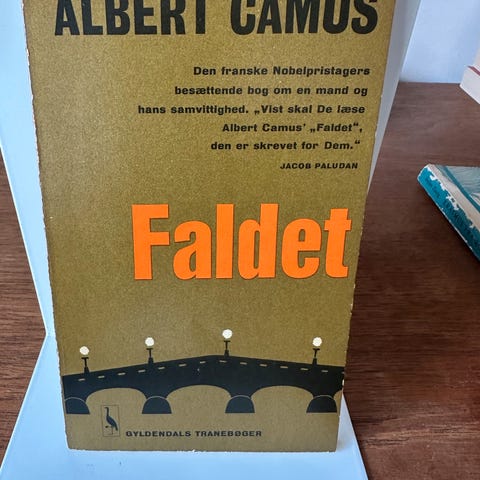 ALBERT CAMUS
Den franske Nobelpristagers
besættende bog om en mand og
hans samvittighed. „Vist skal De læse
Albert Camus' „Faldet“,
den er skrevet for Dem.“
JACOB PALUDAN
Faldet
GYLDENDALS TRANEBØGER